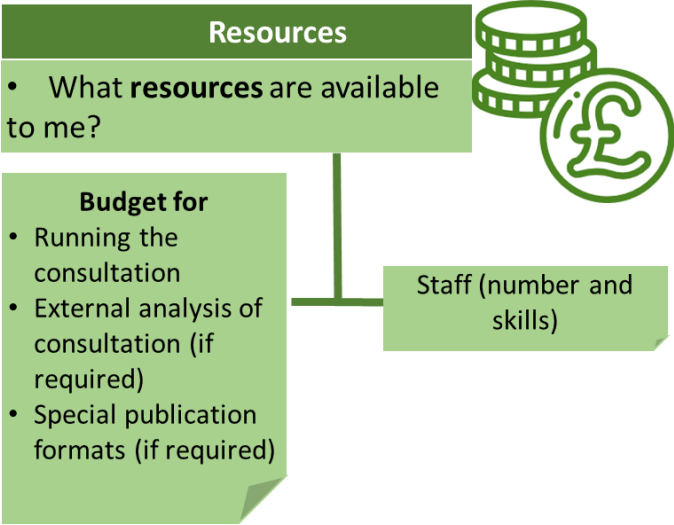 Resources
• What resources are available
to me?
Budget for
• Running the
consultation
• External analysis of
consultation (if
required)
• Special publication
formats (if required)
Staff (number and
skills)
£